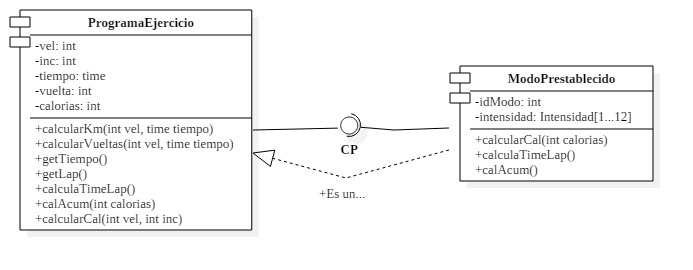 ProgramaEjercicio
-vel: int
-inc: int
-tiempo: time
-vuelta: int
-calorias: int
+calcularKm(int vel, time tiempo)
+calcularVueltas(int vel, time tiempo)
+getTiempo()
+getLap()
+calculaTimeLap()
+calAcum(int calorias)
+calcularCal(int vel, int inc)
CP
+Es un...
ModoPrestablecido
-idModo: int
-intensidad: Intensidad[1...12]
+calcularCal(int calorias)
+calculaTimeLap()
+calAcum()